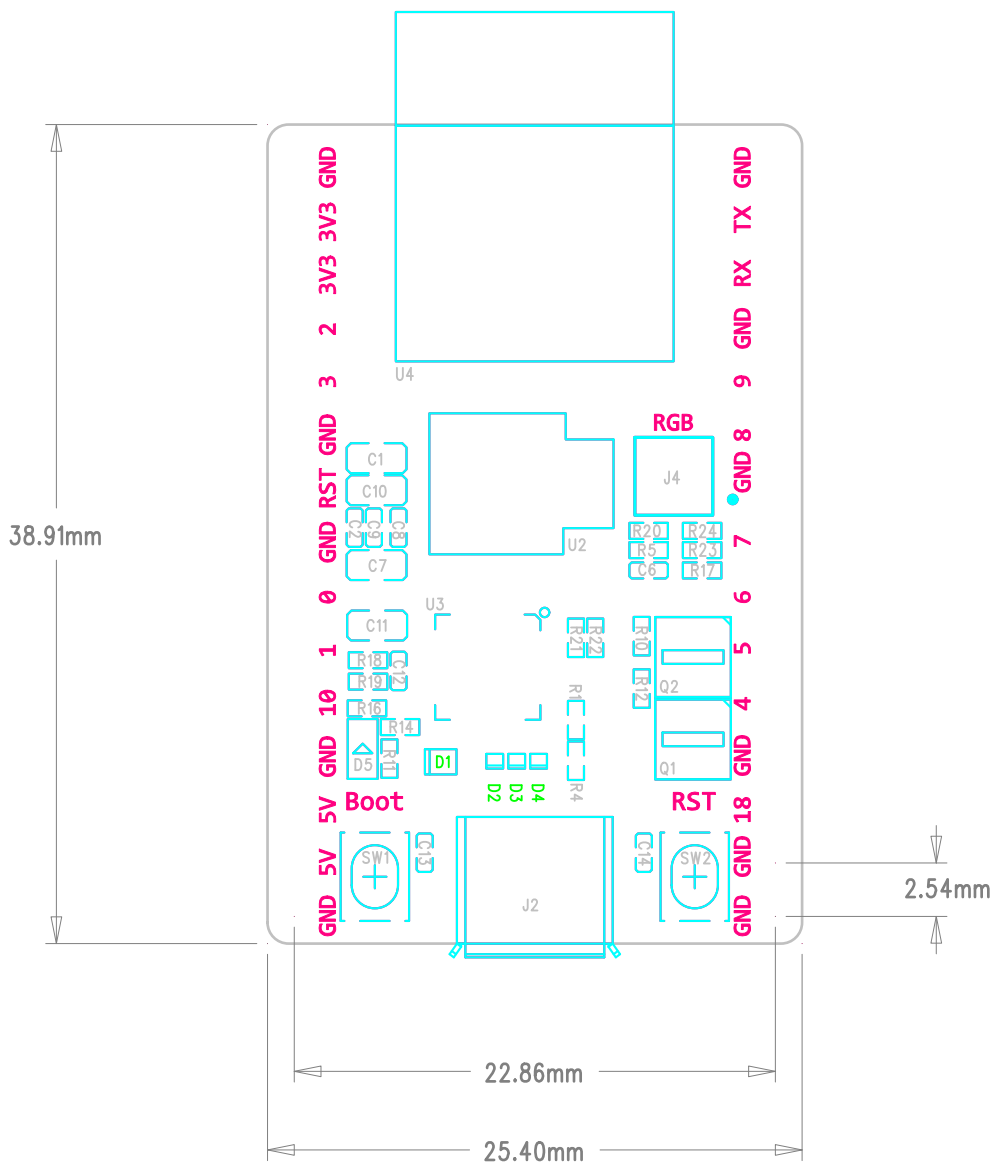 GND GND
3V3 TX
3V3 RX
2 GND
U4
3 9
RGB
GND 8
C1
GND
J4
RST
C10
R20 R24
GND C2 C9 C8 7
U2 R5 R23
C7 C6 R17
0 6
U3
C11
R21 R22 R10
1 5
R18 C12
R19
R12 Q2
10 4
R1
R16
R14
GND D5 R11 D1 Q1 GND
D2 D3 D4 R4
5V Boot RST 18
5V SW1 C13 C14 SW2 GND
J2
GND GND
38.91mm
2.54mm
22.86mm
25.40mm